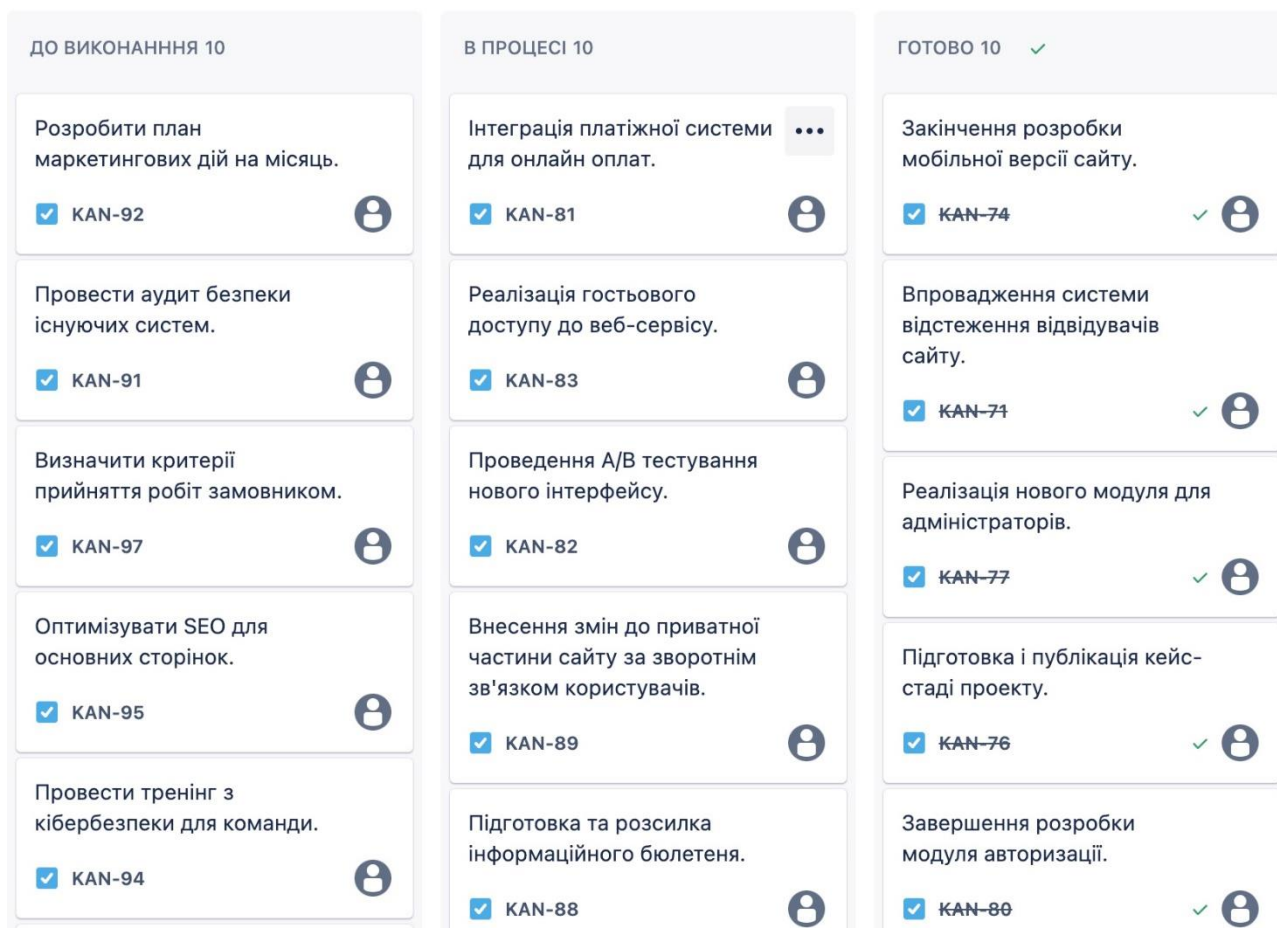 ДО ВИКОНАНННЯ 10
Розробити план
маркетингових дій на місяць.
KAN-92
Провести аудит безпеки
існуючих систем.
KAN-91
Визначити критерії
прийняття робіт замовником.
KAN-97
Оптимізувати SEO для
основних сторінок.
KAN-95
Провести тренінг з
кібербезпеки для команди.
KAN-94
В ПРОЦЕСІ 10
Інтеграція платіжної системи
для онлайн оплат.
KAN-81
Реалізація гостьового
доступу до веб-сервісу.
KAN-83
Проведення A/B тестування
нового інтерфейсу.
KAN-82
Внесення змін до приватної
частини сайту за зворотнім
зв'язком користувачів.
KAN-89
Підготовка та розсилка
інформаційного бюлетеня.
KAN-88
ГОТОВО 10
Закінчення розробки
мобільної версії сайту.
KAN-74
Впровадження системи
відстеження відвідувачів
сайту.
KAN-71
Реалізація нового модуля для
адміністраторів.
KAN-77
Підготовка і публікація кейс-
стаді проекту.
KAN-76
Завершення розробки
модуля авторизації.
KAN-80